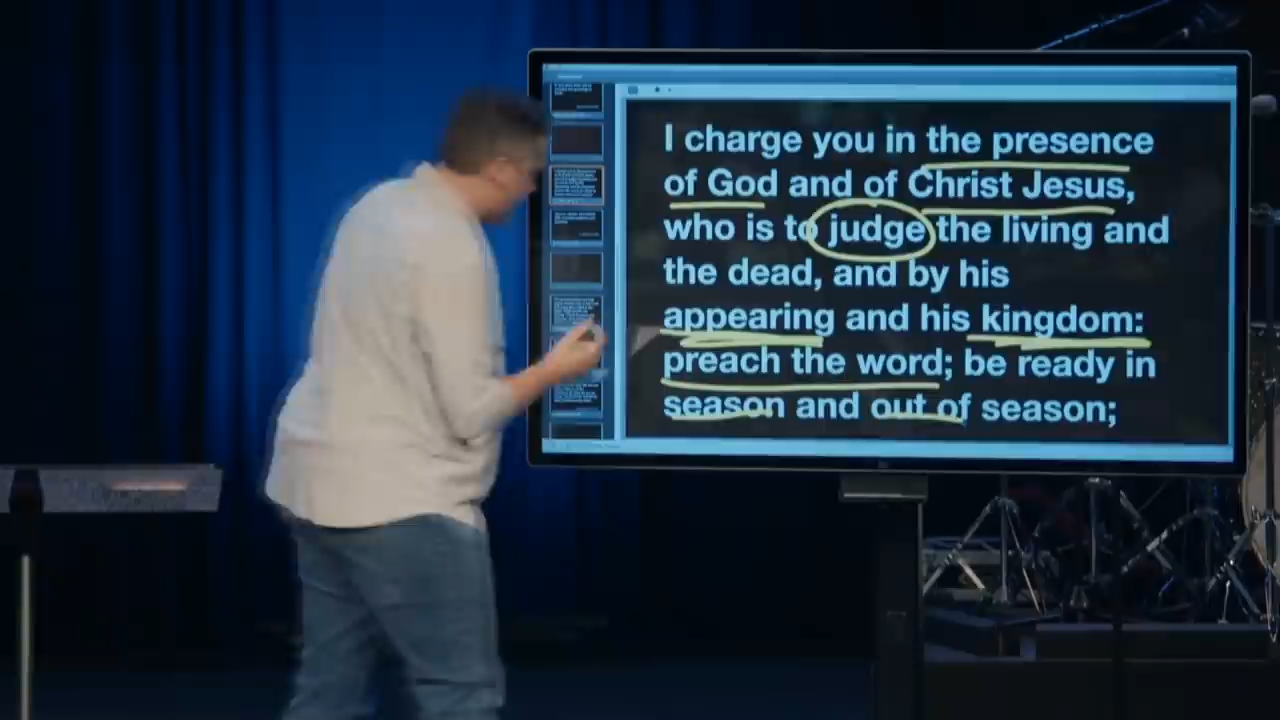 I charge you in the presence
of God and of Christ Jesus,
who is to judge the living and
the dead, and by his
appearing and his kingdom:
preach the word; be ready in
season and out of season;